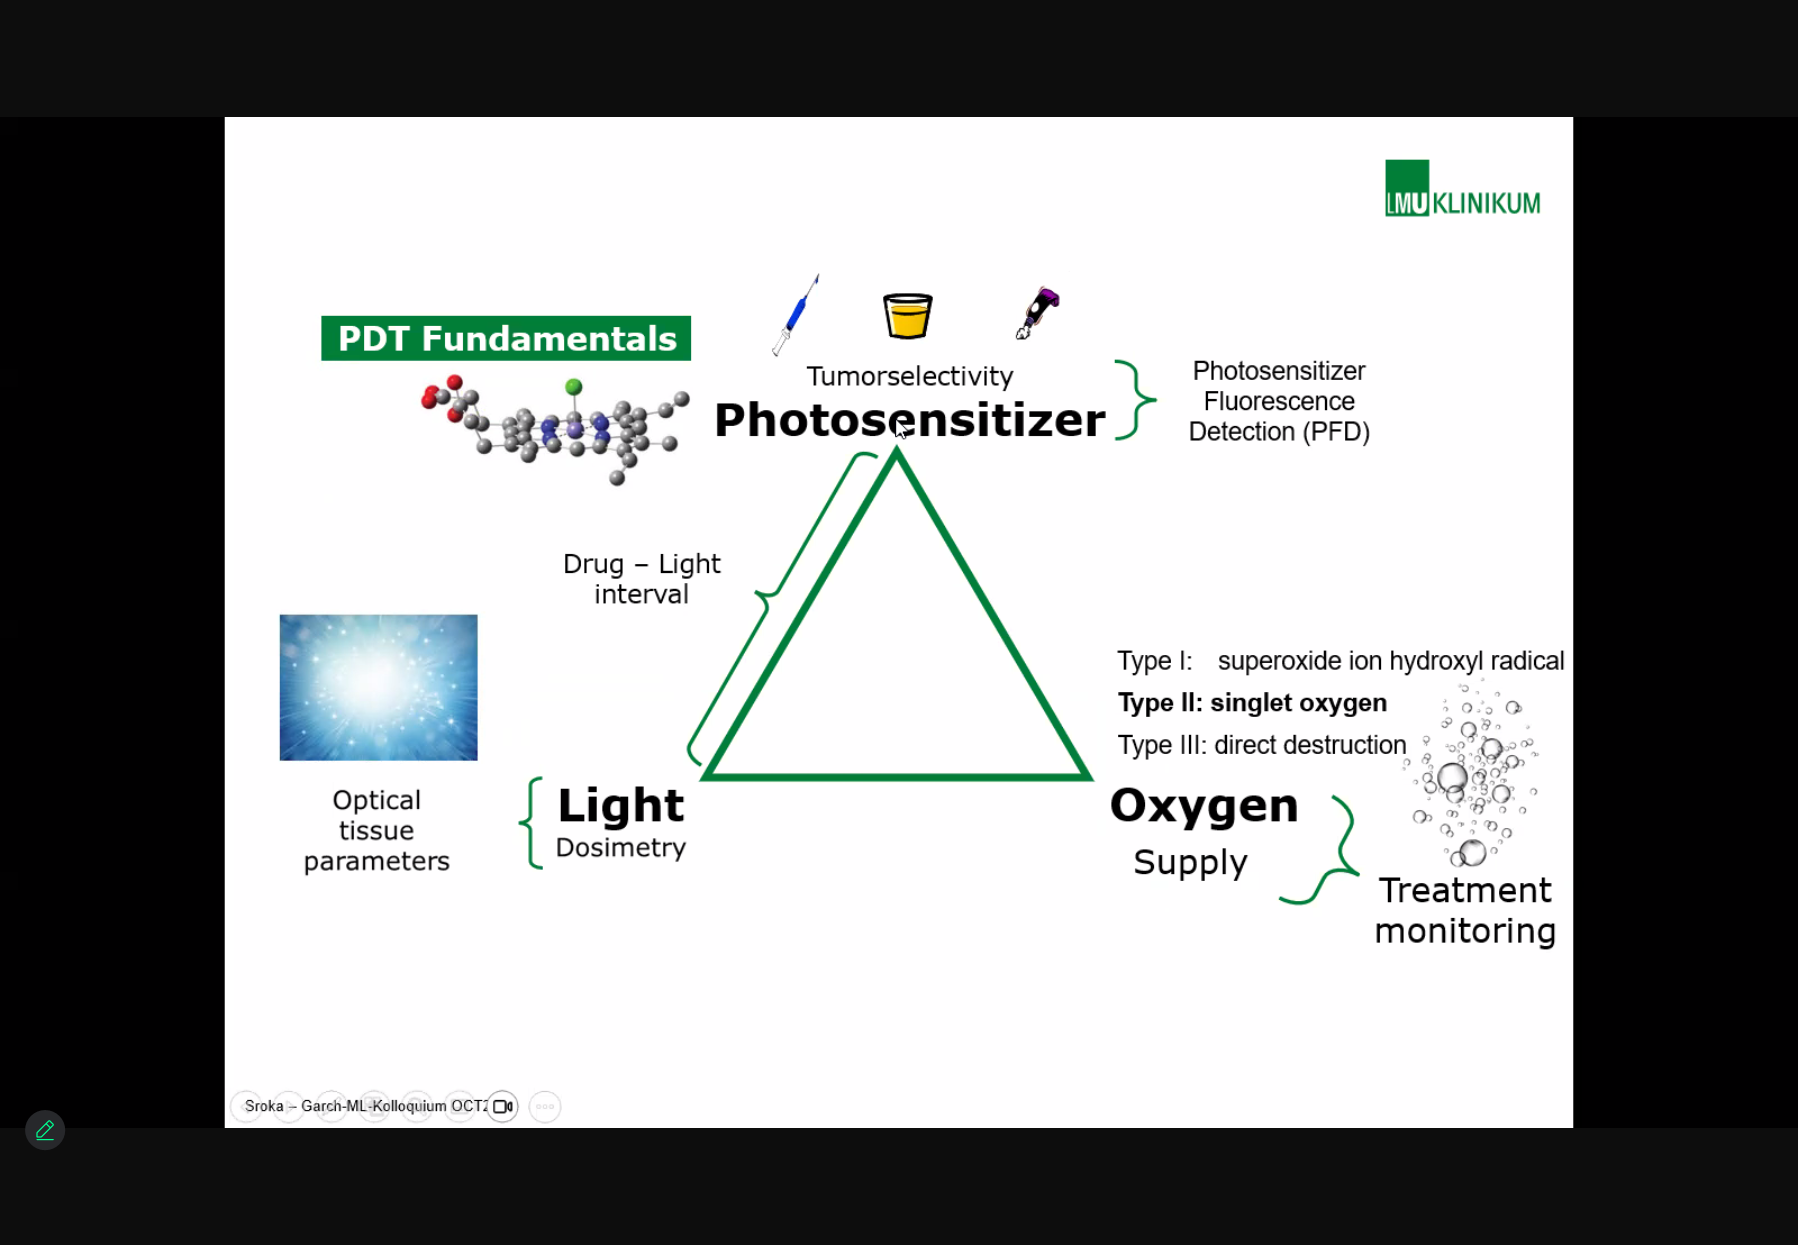 LMU KLINIKUM
PDT Fundamentals
Tumorselectivity
Photosensitizer
Photosensitizer
Fluorescence
Detection (PFD)
Drug – Light
interval
Type I: superoxide ion hydroxyl radical
Type II: singlet oxygen
Type III: direct destruction
Light
Dosimetry
Optical
tissue
parameters
Oxygen
Supply
Treatment
monitoring
Sroka – Garch-ML-Kolloquium